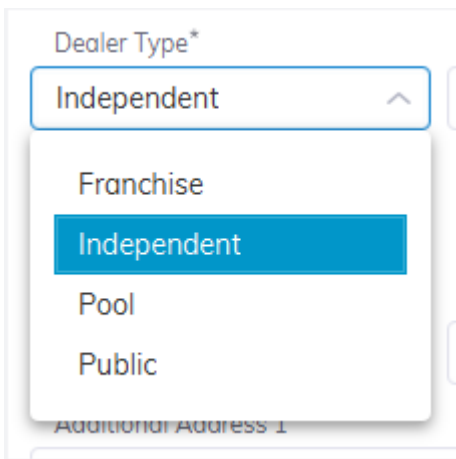 Dealer Type*
Independent
Franchise
Independent
Pool
Public
Additional Address 1